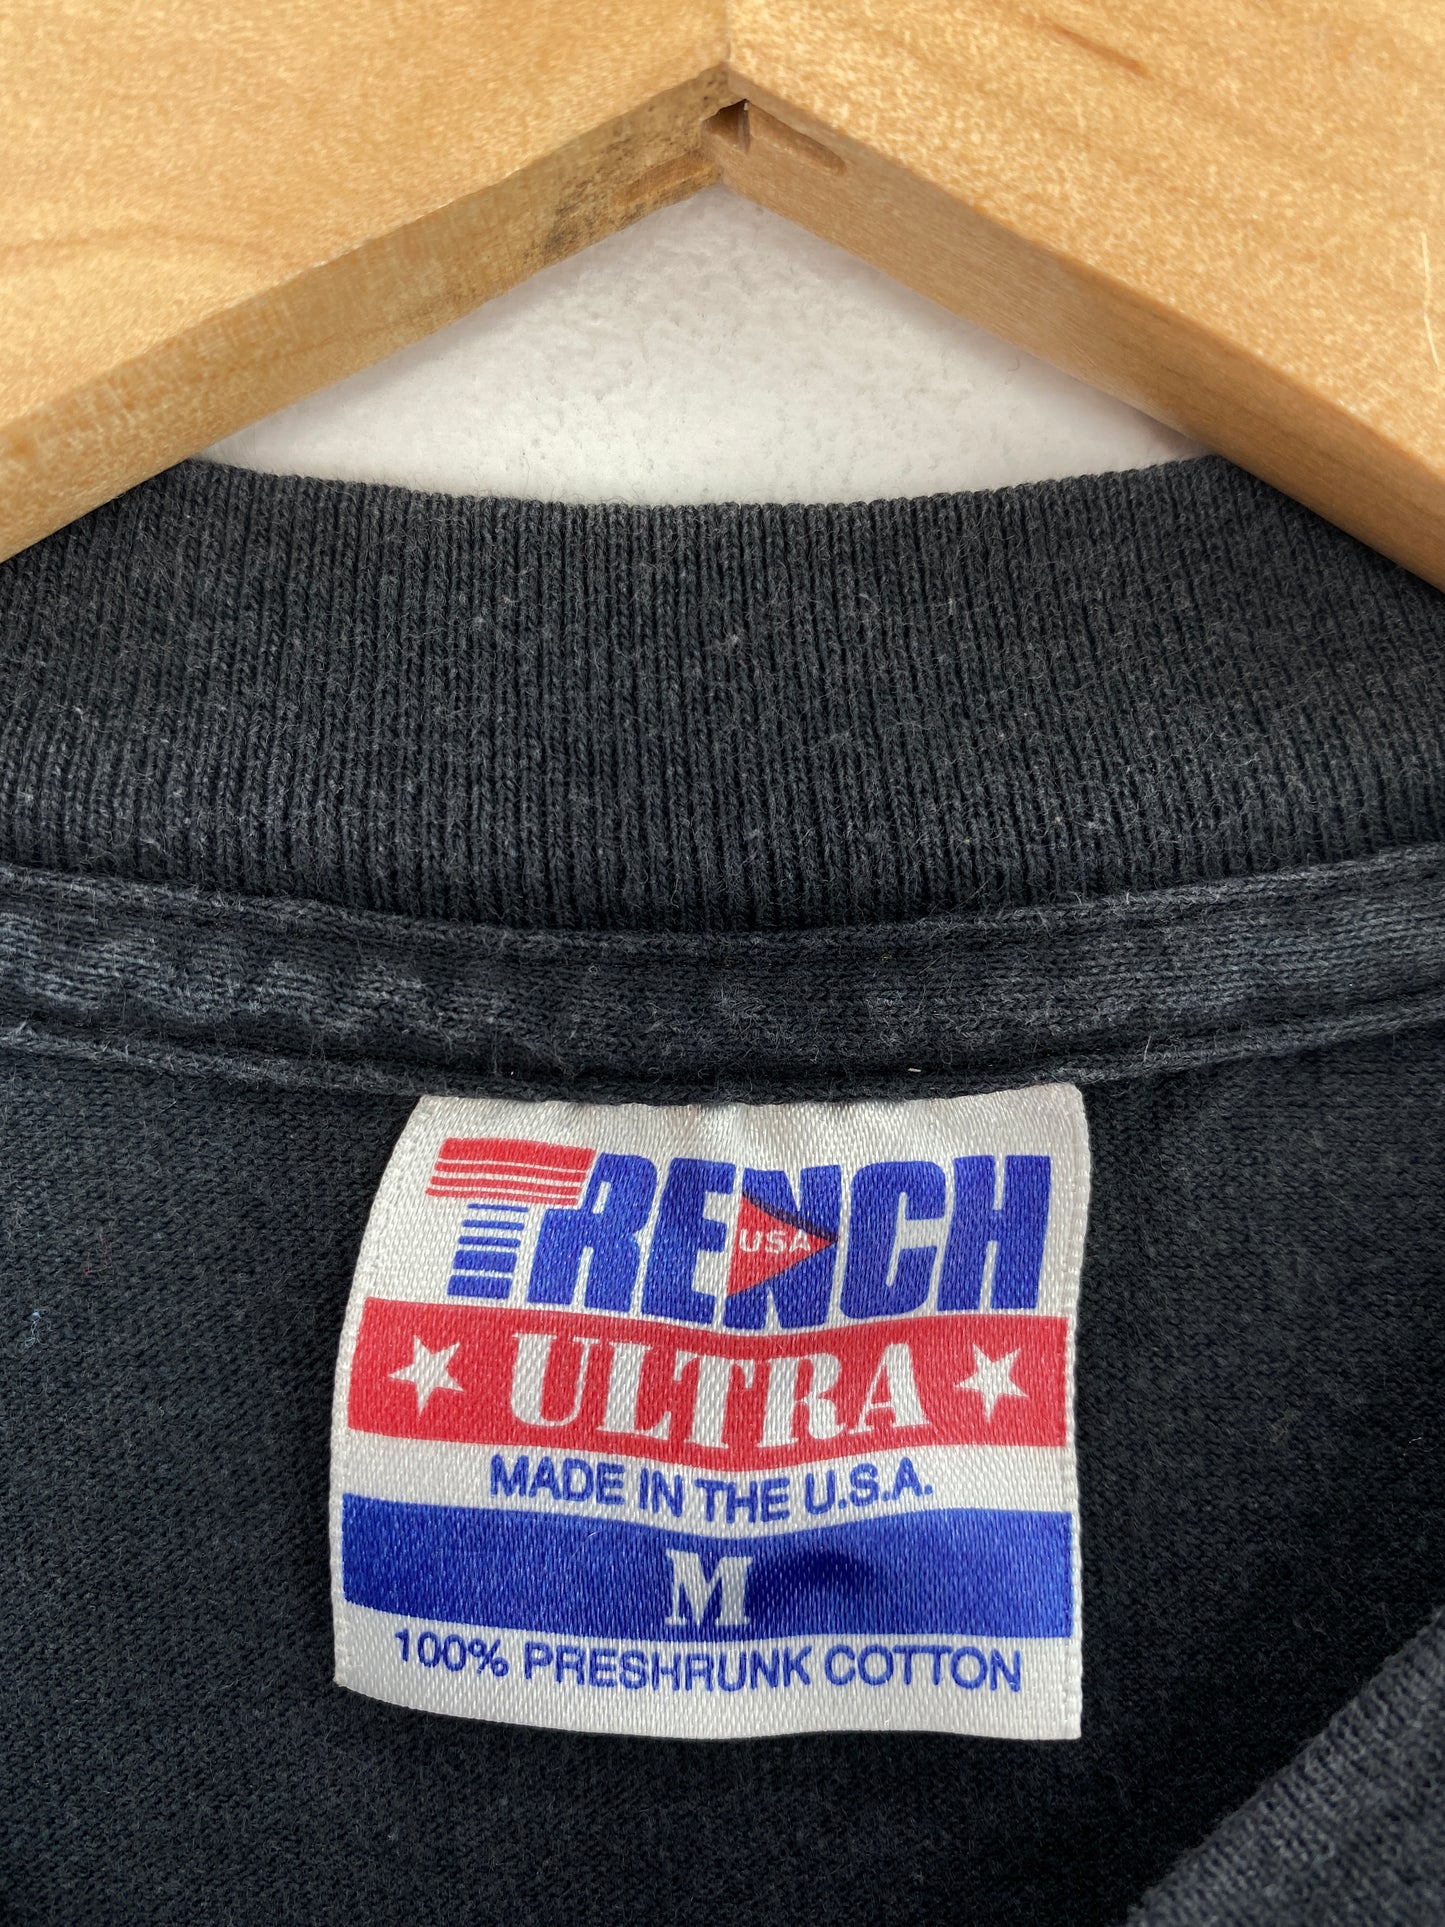 TRENCH
USA
ULTRA
MADE IN THE U.S.A.
M
100% PRESHRUNK COTTON